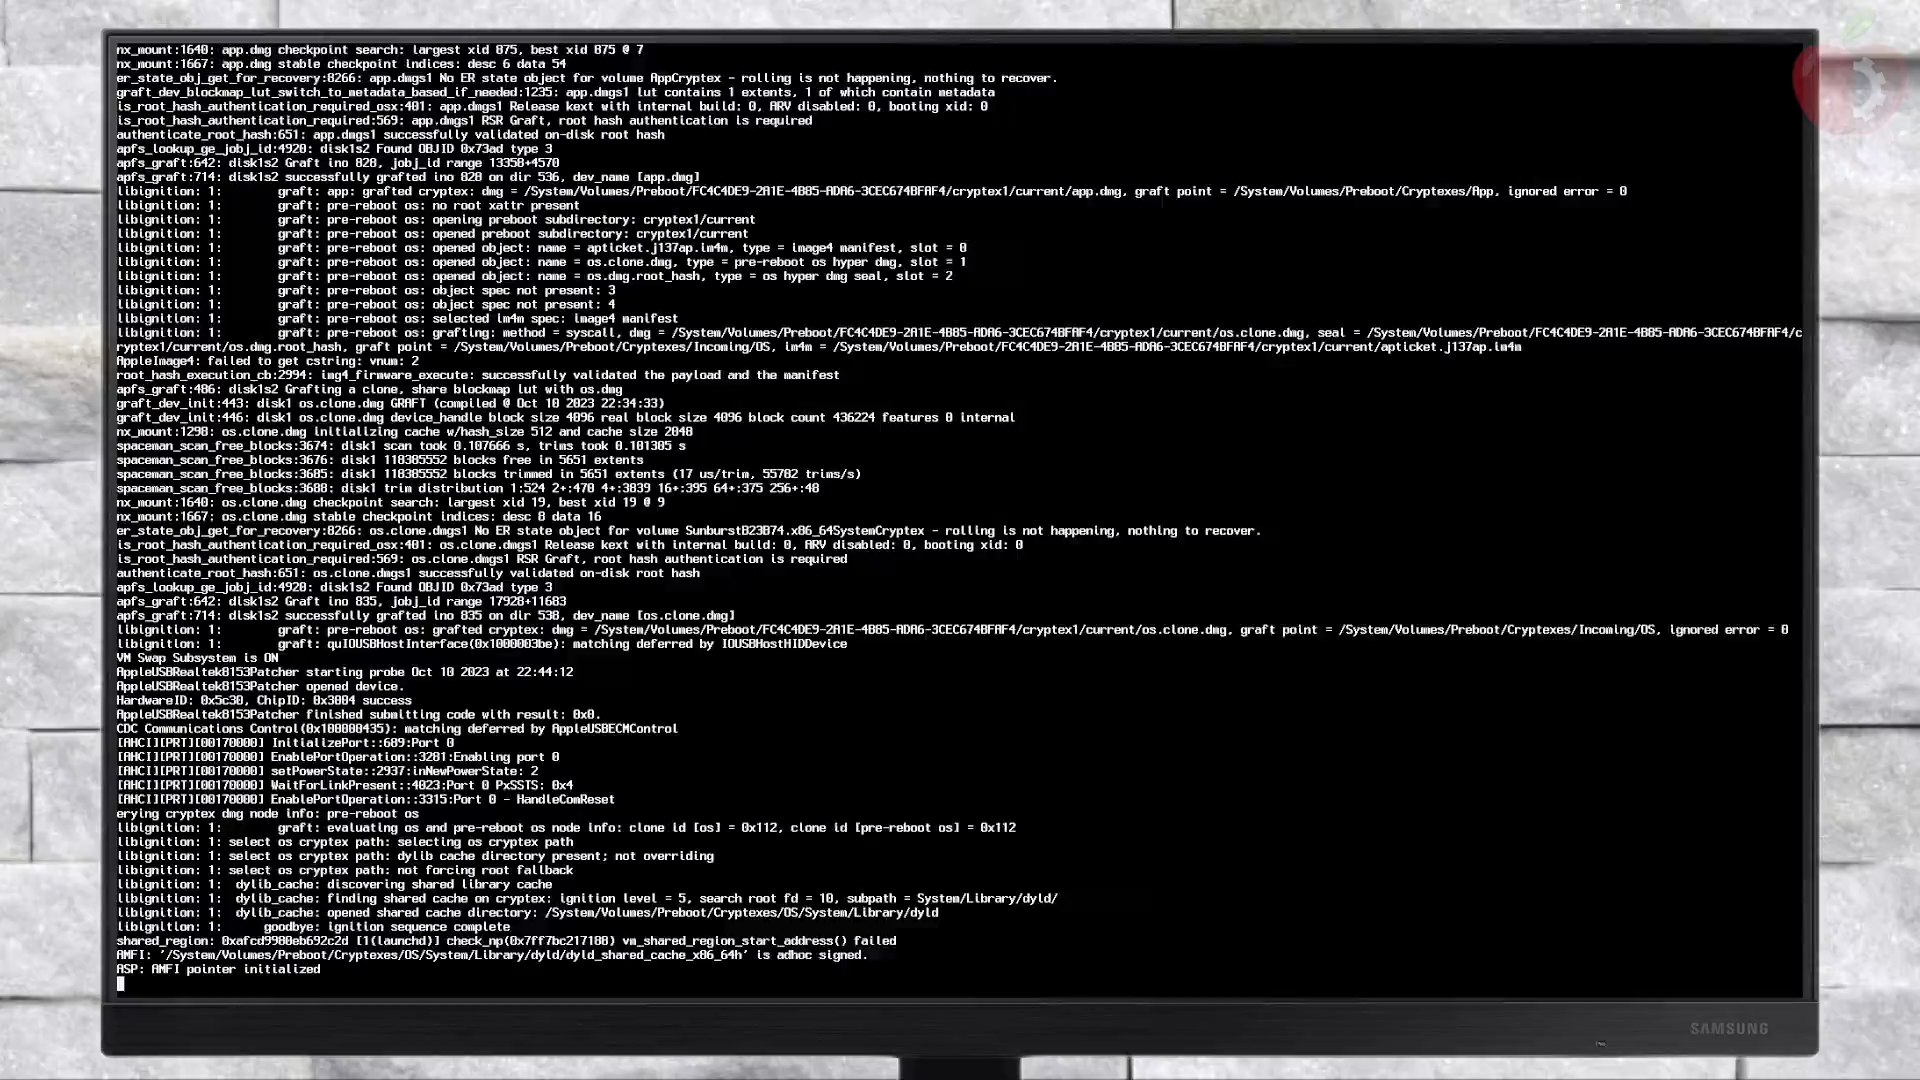 nx_mount:1640: app.dmg checkpoint search: largest xid 875, best xid 875 @ 7
nx_mount:1667: app.dmg stable checkpoint indices: desc 6 data 54
er_state_obj_get_for_recovery:8266: app.dmgs1 No ER state object for volume AppCryptex - rolling is not happening, nothing to recover.
graft_dev_blockmap_lut_switch_to_metadata_based_if_needed:1235: app.dmgs1 lut contains 1 extents, 1 of which contain metadata
is_root_hash_authentication_required_osx:401: app.dmgs1 Release kext with internal build: 0, ARV disabled: 0, booting xid: 0
is_root_hash_authentication_required:569: app.dmgs1 RSR Graft, root hash authentication is required
authenticate_root_hash:651: app.dmgs1 successfully validated on-disk root hash
apfs_lookup_ge_jobj_id:4920: disk1s2 Found OBJID 0x73ad type 3
apfs_graft:642: disk1s2 Graft ino 828, jobj_id range 13358+4570
apfs_graft:714: disk1s2 successfully grafted ino 828 on dir 536, dev_name [app.dmg]
libignition: 1: graft: app: grafted cryptex: dmg = /System/Volumes/Preboot/FC4C4DE9-2A1E-4B85-ADA6-3CEC674BFAF4/cryptex1/current/app.dmg, graft point = /System/Volumes/Preboot/Cryptexes/App, ignored error = 0
libignition: 1: graft: pre-reboot os: no root xattr present
libignition: 1: graft: pre-reboot os: opening preboot subdirectory: cryptex1/current
libignition: 1: graft: pre-reboot os: opened preboot subdirectory: cryptex1/current
libignition: 1: graft: pre-reboot os: opened object: name = apticket.j137ap.im4m, type = image4 manifest, slot = 0
libignition: 1: graft: pre-reboot os: opened object: name = os.clone.dmg, type = pre-reboot os hyper dmg, slot = 1
libignition: 1: graft: pre-reboot os: opened object: name = os.dmg.root_hash, type = os hyper dmg seal, slot = 2
libignition: 1: graft: pre-reboot os: object spec not present: 3
libignition: 1: graft: pre-reboot os: object spec not present: 4
libignition: 1: graft: pre-reboot os: selected im4m spec: image4 manifest
libignition: 1: graft: pre-reboot os: grafting: method = syscall, dmg = /System/Volumes/Preboot/FC4C4DE9-2A1E-4B85-ADA6-3CEC674BFAF4/cryptex1/current/os.clone.dmg, seal = /System/Volumes/Preboot/FC4C4DE9-2A1E-4B85-ADA6-3CEC674BFAF4/c
ryptex1/current/os.dmg.root_hash, graft point = /System/Volumes/Preboot/Cryptexes/Incoming/OS, im4m = /System/Volumes/Preboot/FC4C4DE9-2A1E-4B85-ADA6-3CEC674BFAF4/cryptex1/current/apticket.j137ap.im4m
AppleImage4: failed to get cstring: vnum: 2
root_hash_execution_cb:2994: img4_firmware_execute: successfully validated the payload and the manifest
apfs_graft:486: disk1s2 Grafting a clone, share blockmap lut with os.dmg
graft_dev_init:443: disk1 os.clone.dmg GRAFT (compiled @ Oct 10 2023 22:34:33)
graft_dev_init:446: disk1 os.clone.dmg device_handle block size 4096 real block size 4096 block count 436224 features 0 internal
nx_mount:1298: os.clone.dmg initializing cache w/hash_size 512 and cache size 2048
spaceman_scan_free_blocks:3674: disk1 scan took 0.107666 s, trims took 0.101305 s
spaceman_scan_free_blocks:3676: disk1 118385552 blocks free in 5651 extents
spaceman_scan_free_blocks:3685: disk1 118385552 blocks trimmed in 5651 extents (17 us/trim, 55782 trims/s)
spaceman_scan_free_blocks:3688: disk1 trim distribution 1:524 2+:470 4+:3839 16+:395 64+:375 256+:48
nx_mount:1640: os.clone.dmg checkpoint search: largest xid 19, best xid 19 @ 9
nx_mount:1667: os.clone.dmg stable checkpoint indices: desc 8 data 16
er_state_obj_get_for_recovery:8266: os.clone.dmgs1 No ER state object for volume SunburstB23B74.x86_64SystemCryptex - rolling is not happening, nothing to recover.
is_root_hash_authentication_required_osx:401: os.clone.dmgs1 Release kext with internal build: 0, ARV disabled: 0, booting xid: 0
is_root_hash_authentication_required:569: os.clone.dmgs1 RSR Graft, root hash authentication is required
authenticate_root_hash:651: os.clone.dmgs1 successfully validated on-disk root hash
apfs_lookup_ge_jobj_id:4920: disk1s2 Found OBJID 0x73ad type 3
apfs_graft:642: disk1s2 Graft ino 835, jobj_id range 17928+11683
apfs_graft:714: disk1s2 successfully grafted ino 835 on dir 538, dev_name [os.clone.dmg]
libignition: 1: graft: pre-reboot os: grafted cryptex: dmg = /System/Volumes/Preboot/FC4C4DE9-2A1E-4B85-ADA6-3CEC674BFAF4/cryptex1/current/os.clone.dmg, graft point = /System/Volumes/Preboot/Cryptexes/Incoming/OS, ignored error = 0
libignition: 1: graft: quIOUSBHostInterface(0x1000003be): matching deferred by IOUSBHostHIDDevice
VM Swap Subsystem is ON
AppleUSBRealtek8153Patcher starting probe Oct 10 2023 at 22:44:12
AppleUSBRealtek8153Patcher opened device.
HardwareID: 0x5c30, ChipID: 0x3004 success
AppleUSBRealtek8153Patcher finished submitting code with result: 0x0.
CDC Communications Control(0x100000435): matching deferred by AppleUSBECMControl
[AHCI][PRT][00170000] InitializePort::689:Port 0
[AHCI][PRT][00170000] EnablePortOperation::3281:Enabling port 0
[AHCI][PRT][00170000] setPowerState::2937:inNewPowerState: 2
[AHCI][PRT][00170000] WaitForLinkPresent::4023:Port 0 PxSSTS: 0x4
[AHCI][PRT][00170000] EnablePortOperation::3315:Port 0 - HandleComReset
erying cryptex dmg node info: pre-reboot os
libignition: 1: graft: evaluating os and pre-reboot os node info: clone id [os] = 0x112, clone id [pre-reboot os] = 0x112
libignition: 1: select os cryptex path: selecting os cryptex path
libignition: 1: select os cryptex path: dylib cache directory present; not overriding
libignition: 1: select os cryptex path: not forcing root fallback
libignition: 1: dylib_cache: discovering shared library cache
libignition: 1: dylib_cache: finding shared cache on cryptex: ignition level = 5, search root fd = 10, subpath = System/Library/dyld/
libignition: 1: dylib_cache: opened shared cache directory: /System/Volumes/Preboot/Cryptexes/OS/System/Library/dyld
libignition: 1: goodbye: ignition sequence complete
shared_region: 0xafcd9980eb692c2d [1(launchd)] check_np(0x7ff7bc217188) vm_shared_region_start_address() failed
AMFI: '/System/Volumes/Preboot/Cryptexes/OS/System/Library/dyld/dyld_shared_cache_x86_64h' is adhoc signed.
ASP: AMFI pointer initialized
SAMSUNG